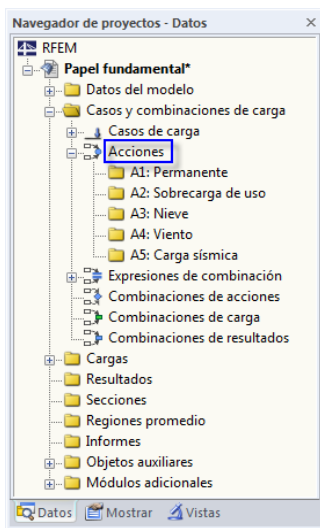 Navegador de proyectos - Datos
RFEM
Papel fundamental*
Datos del modelo
Casos y combinaciones de carga
Casos de carga
Acciones
A1: Permanente
A2: Sobrecarga de uso
A3: Nieve
A4: Viento
A5: Carga sísmica
Expresiones de combinación
Combinaciones de acciones
Combinaciones de carga
Combinaciones de resultados
Cargas
Resultados
Secciones
Regiones promedio
Informes
Objetos auxiliares
Módulos adicionales
Datos Mostrar Vistas